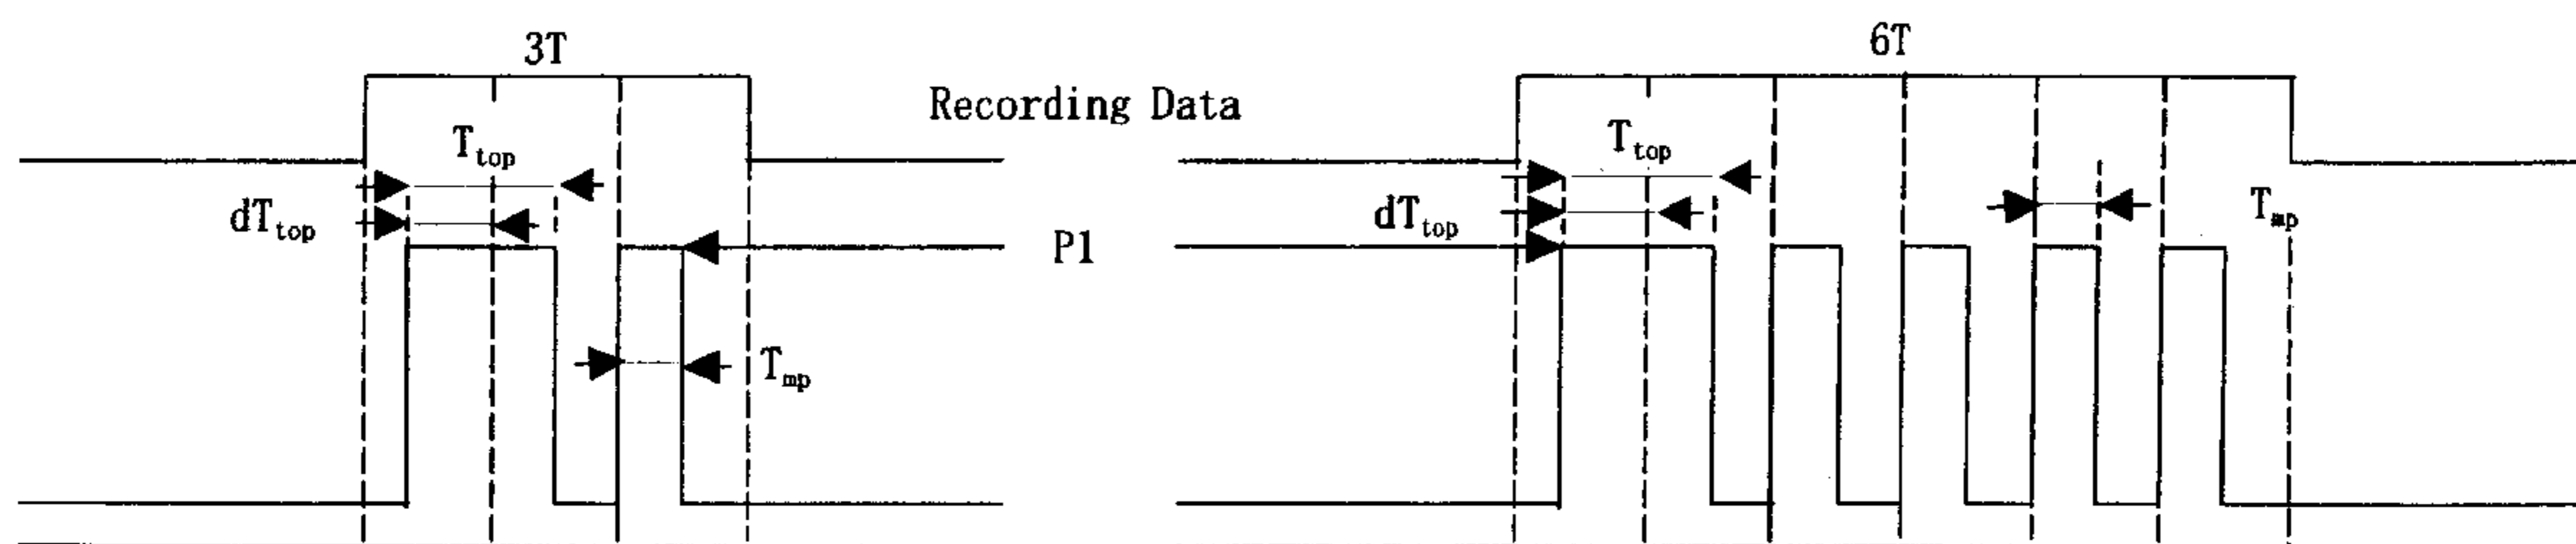 3T
6T
Recording Data
Ttop
Ttop
dTtop
dTtop
Tmp
P1
Tmp